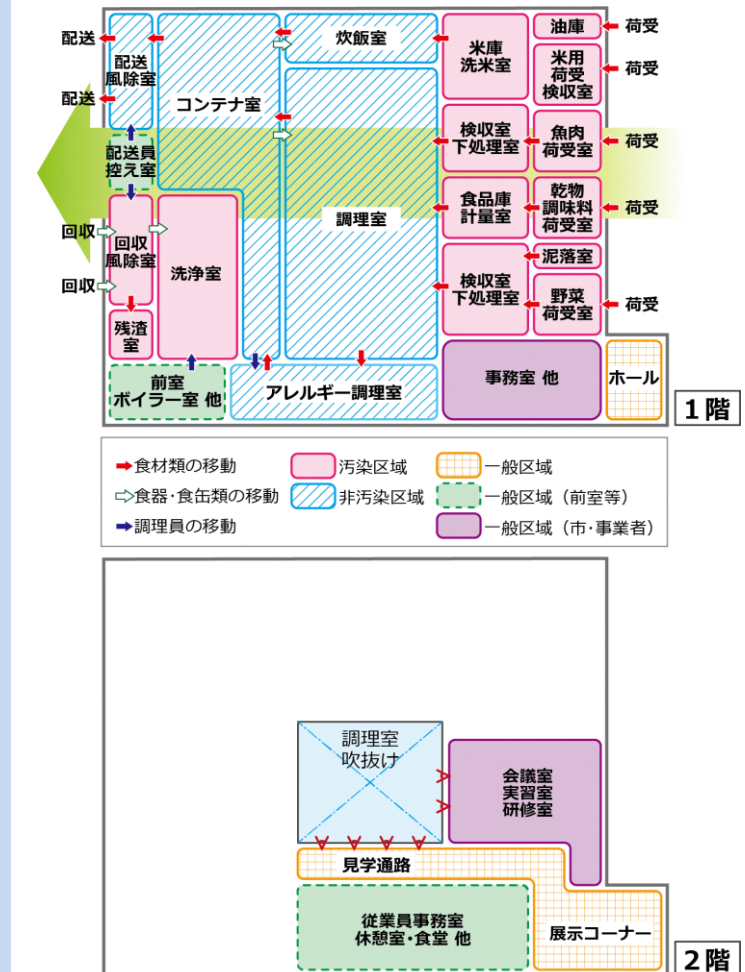 配送
配送
風除室
配送
コンテナ室
炊飯室
米庫
洗米室
油庫
荷受
米用
荷受
検収室
荷受
配送員
控え室
検収室
下処理室
魚肉
荷受室
荷受
調理室
食品庫
計量室
乾物
調味料
荷受室
荷受
回収
回収
風除室
回収
洗浄室
検収室
下処理室
泥落室
野菜
荷受室
荷受
残渣
室
前室
ボイラー室 他
アレルギー調理室
事務室 他
ホール
1階
食材類の移動
汚染区域
一般区域
食器・食缶類の移動
非汚染区域
一般区域（前室等）
調理員の移動
一般区域（市・事業者）
調理室
吹抜け
会議室
実習室
研修室
見学通路
従業員事務室
休憩室・食堂 他
展示コーナー
2階